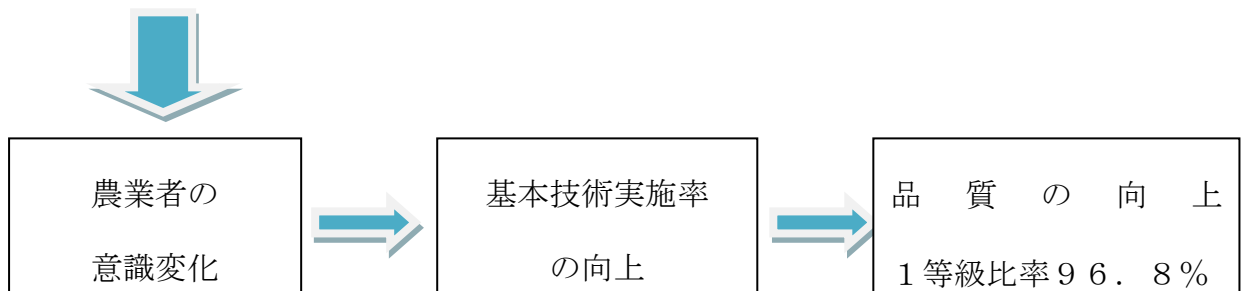 農業者の
意識変化
基本技術実施率
の向上
品質の向上
１等級比率９６．８％